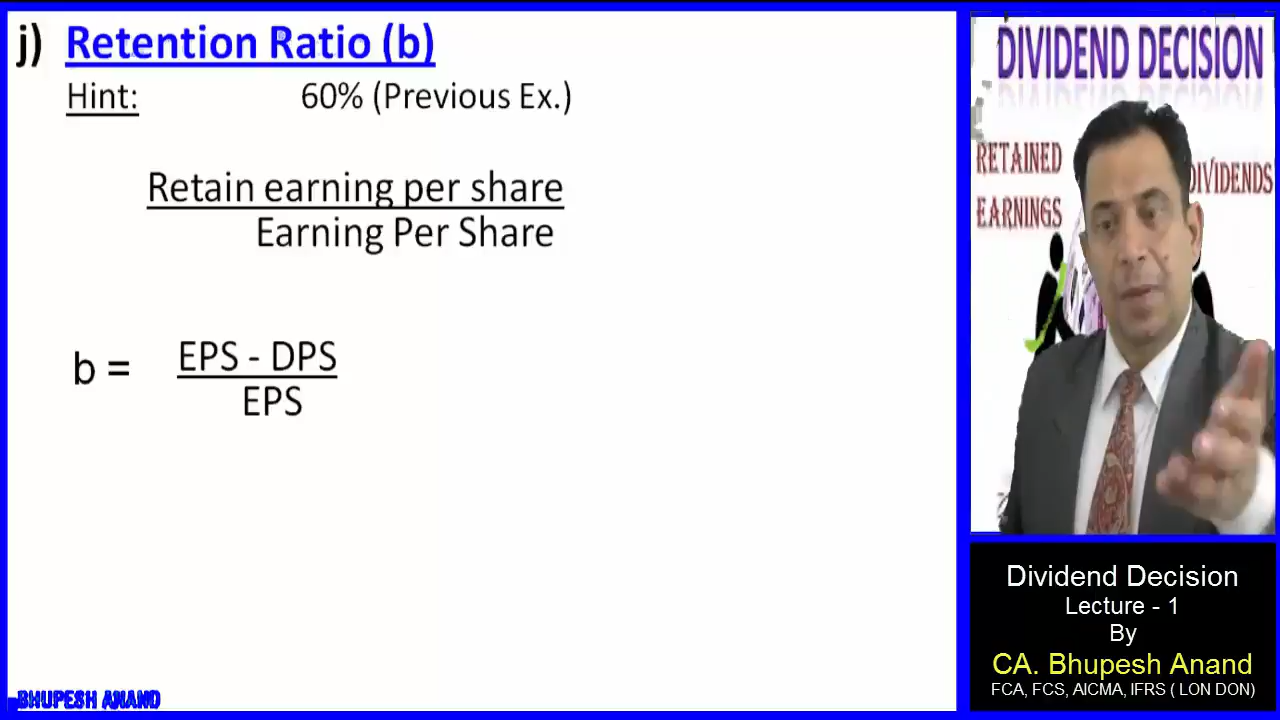 j) Retention Ratio (b)
Hint: 60% (Previous Ex.)
Retain earning per share
Earning Per Share
b = EPS - DPS
EPS
BHUPESH ANAND
DIVIDEND DECISION
RETAINED
EARNINGS
DIVIDENDS
Dividend Decision
Lecture - 1
By
CA. Bhupesh Anand
FCA, FCS, AICMA, IFRS ( LON DON)